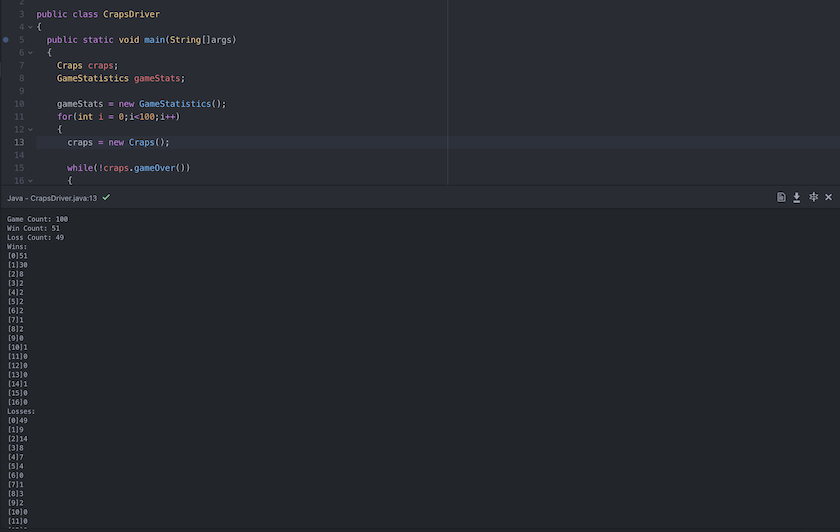 2
3 public class CrapsDriver
4 {
5 public static void main(String[]args)
6 {
7 Craps craps;
8 GameStatistics gameStats;
9
10 gameStats = new GameStatistics();
11 for(int i = 0;i<100;i++)
12 {
13 craps = new Craps();
14
15 while(!craps.gameOver())
16 {
Java - CrapsDriver.java:13
Game Count: 100
Win Count: 51
Loss Count: 49
Wins:
[0]51
[1]30
[2]8
[3]2
[4]2
[5]2
[6]2
[7]1
[8]2
[9]0
[10]1
[11]0
[12]0
[13]0
[14]1
[15]0
[16]0
Losses:
[0]49
[1]9
[2]14
[3]8
[4]7
[5]4
[6]0
[7]1
[8]3
[9]2
[10]0
[11]0